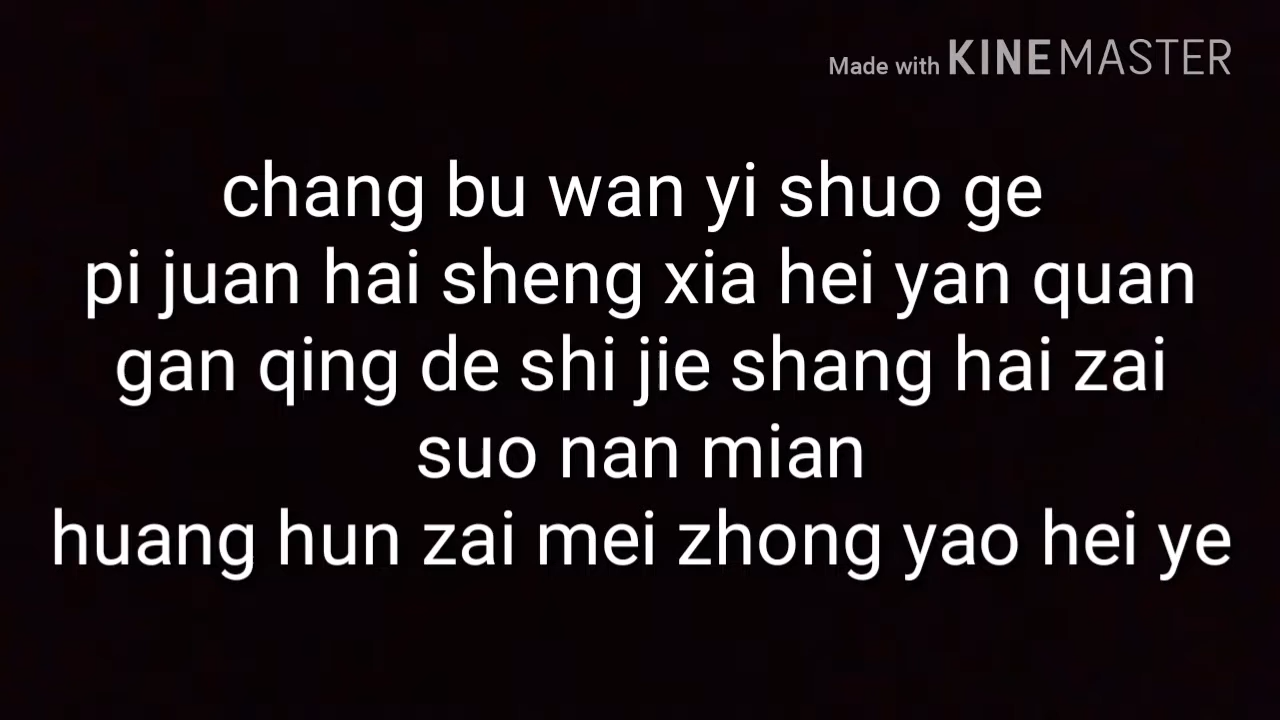 Made with KINEMASTER
chang bu wan yi shuo ge
pi juan hai sheng xia hei yan quan
gan qing de shi jie shang hai zai
suo nan mian
huang hun zai mei zhong yao hei ye